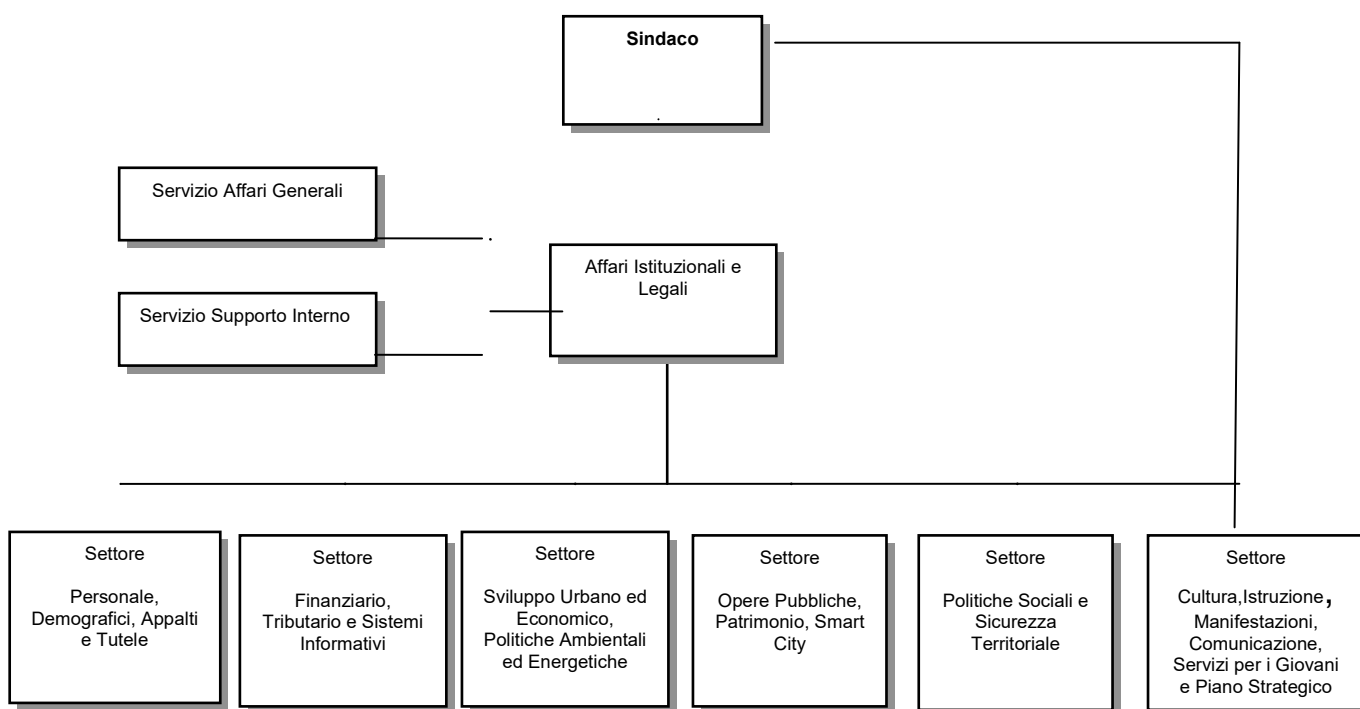 Sindaco
Servizio Affari Generali
Affari Istituzionali e
Legali
Servizio Supporto Interno
Settore
Personale,
Demografici, Appalti
e Tutele
Settore
Finanziario,
Tributario e Sistemi
Informativi
Settore
Sviluppo Urbano ed
Economico,
Politiche Ambientali
ed Energetiche
Settore
Opere Pubbliche,
Patrimonio, Smart
City
Settore
Politiche Sociali e
Sicurezza
Territoriale
Settore
Cultura,Istruzione,
Manifestazioni,
Comunicazione,
Servizi per i Giovani
e Piano Strategico